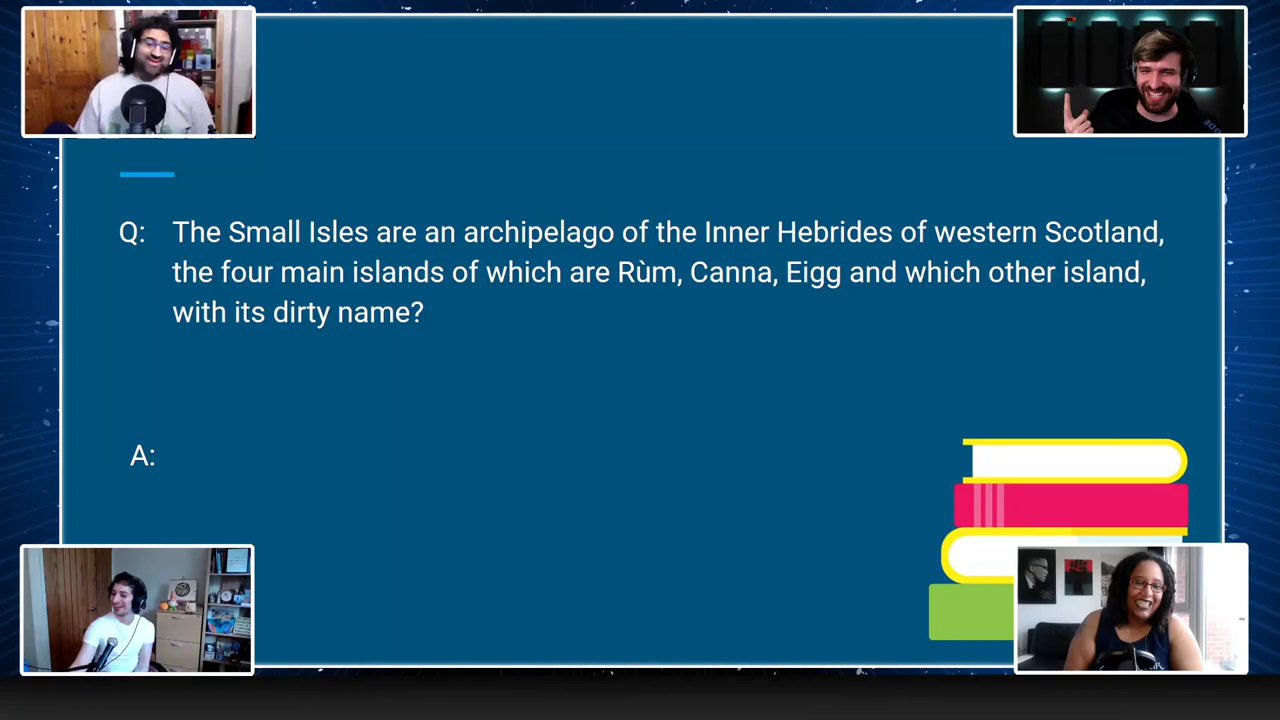 Q: The Small Isles are an archipelago of the Inner Hebrides of western Scotland,
the four main islands of which are Rùm, Canna, Eigg and which other island,
with its dirty name?
A: